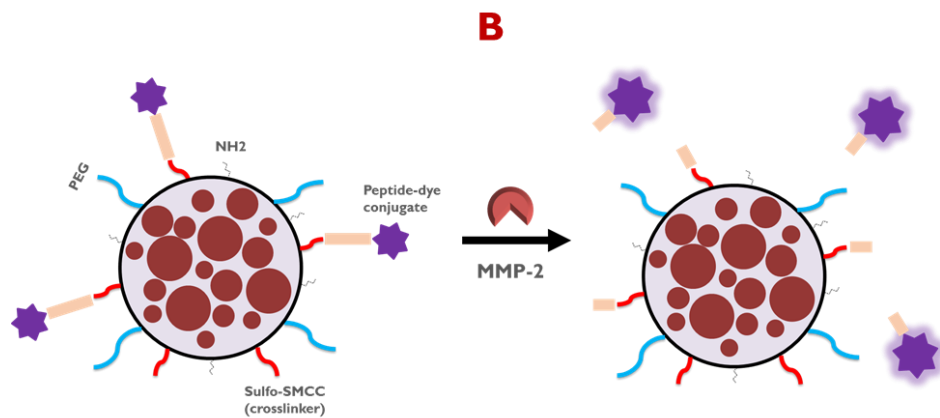 B
NH2
PEG
Peptide-dye
conjugate
MMP-2
Sulfo-SMCC
(crosslinker)